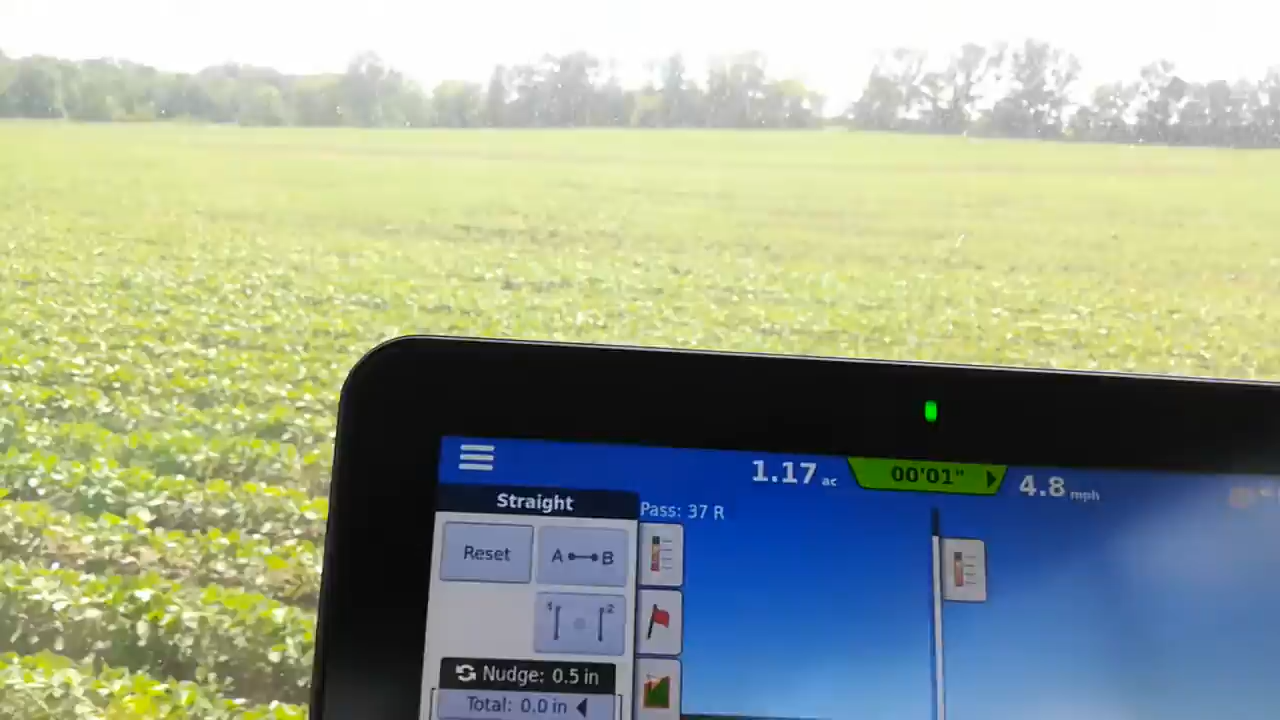 1.17 ac 00'01" 4.8 mph
Straight
Pass: 37 R
Reset
A B
1 2
Nudge: 0.5 in
Total: 0.0 in